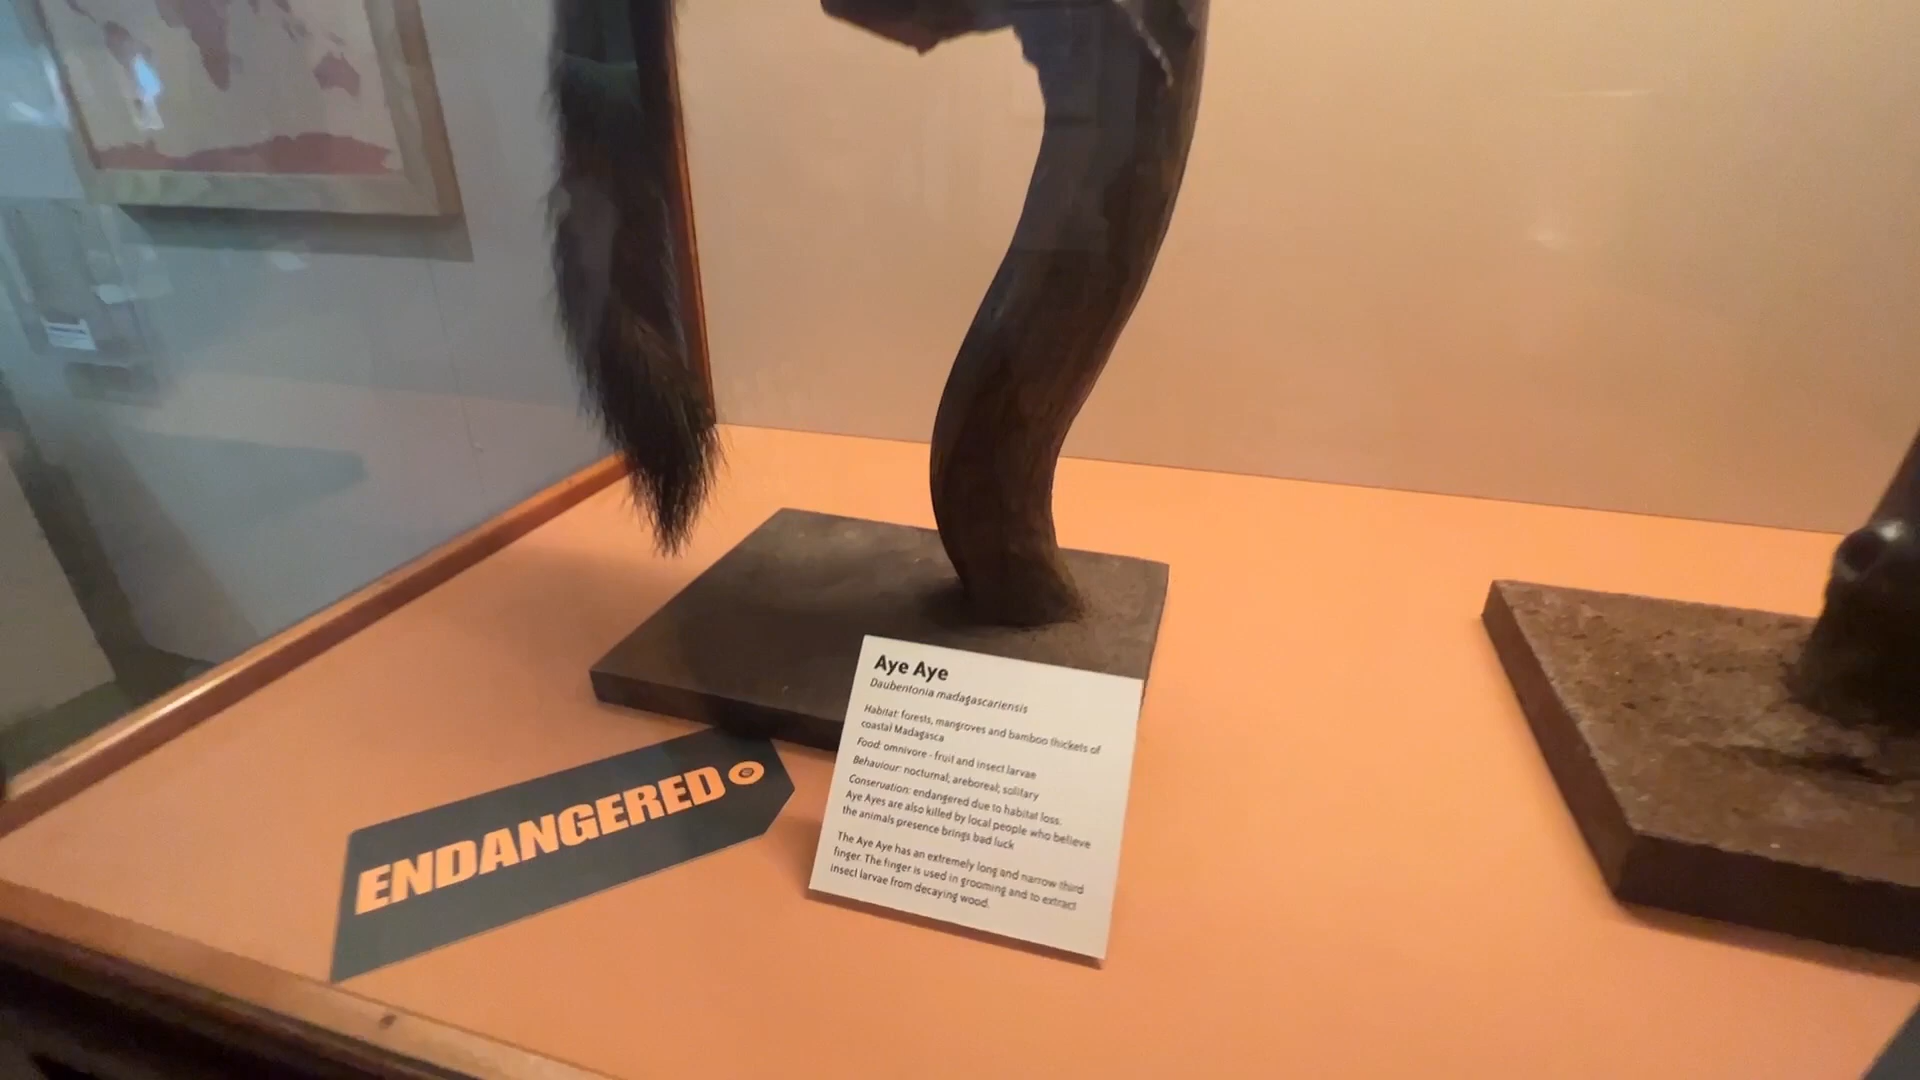 Aye Aye
Daubentonia madagascariensis
Habitat: forests, mangroves and bamboo thickets of
coastal Madagasca
Food: omnivore - fruit and insect larvae
Behaviour: nocturnal; areboreal; solitary
Conservation: endangered due to habitat loss.
Aye Ayes are also killed by local people who believe
the animals presence brings bad luck
The Aye Aye has an extremely long and narrow third
finger. The finger is used in grooming and to extract
insect larvae from decaying wood.
ENDANGERED